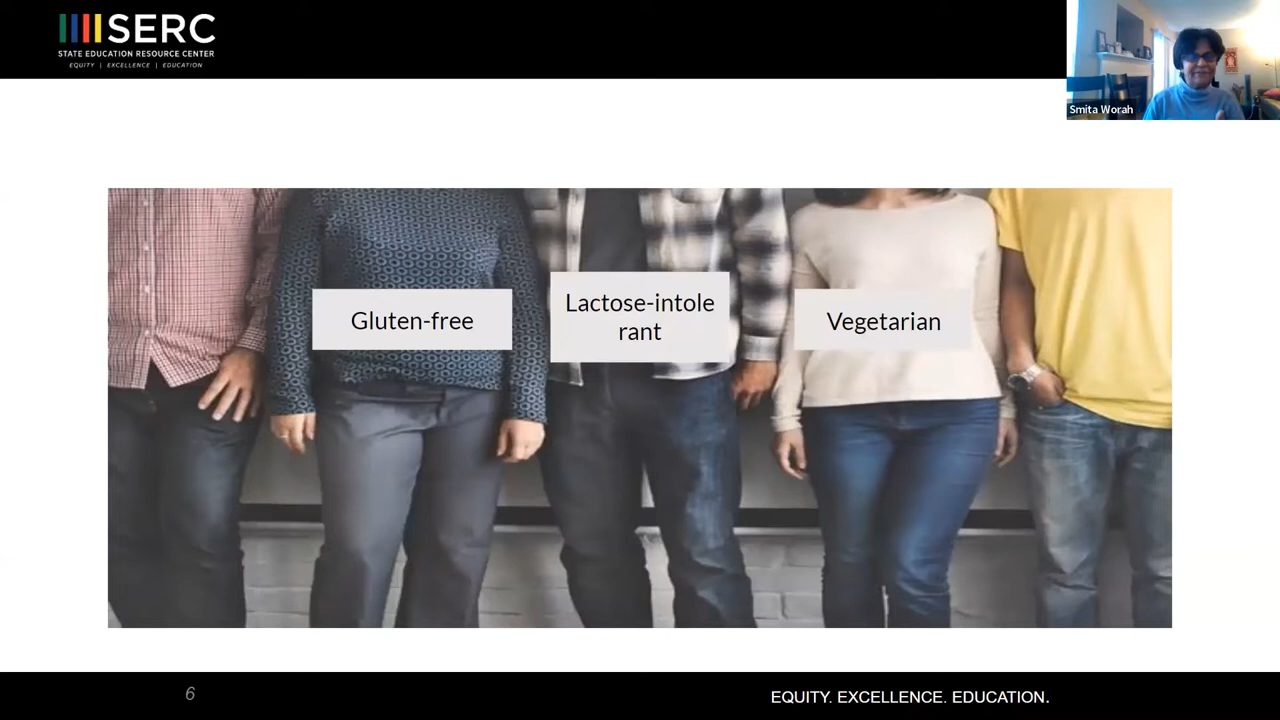 SERC
STATE EDUCATION RESOURCE CENTER
EQUITY | EXCELLENCE | EDUCATION
Smita Worah
Gluten-free
Lactose-intole
rant
Vegetarian
6
EQUITY. EXCELLENCE. EDUCATION.